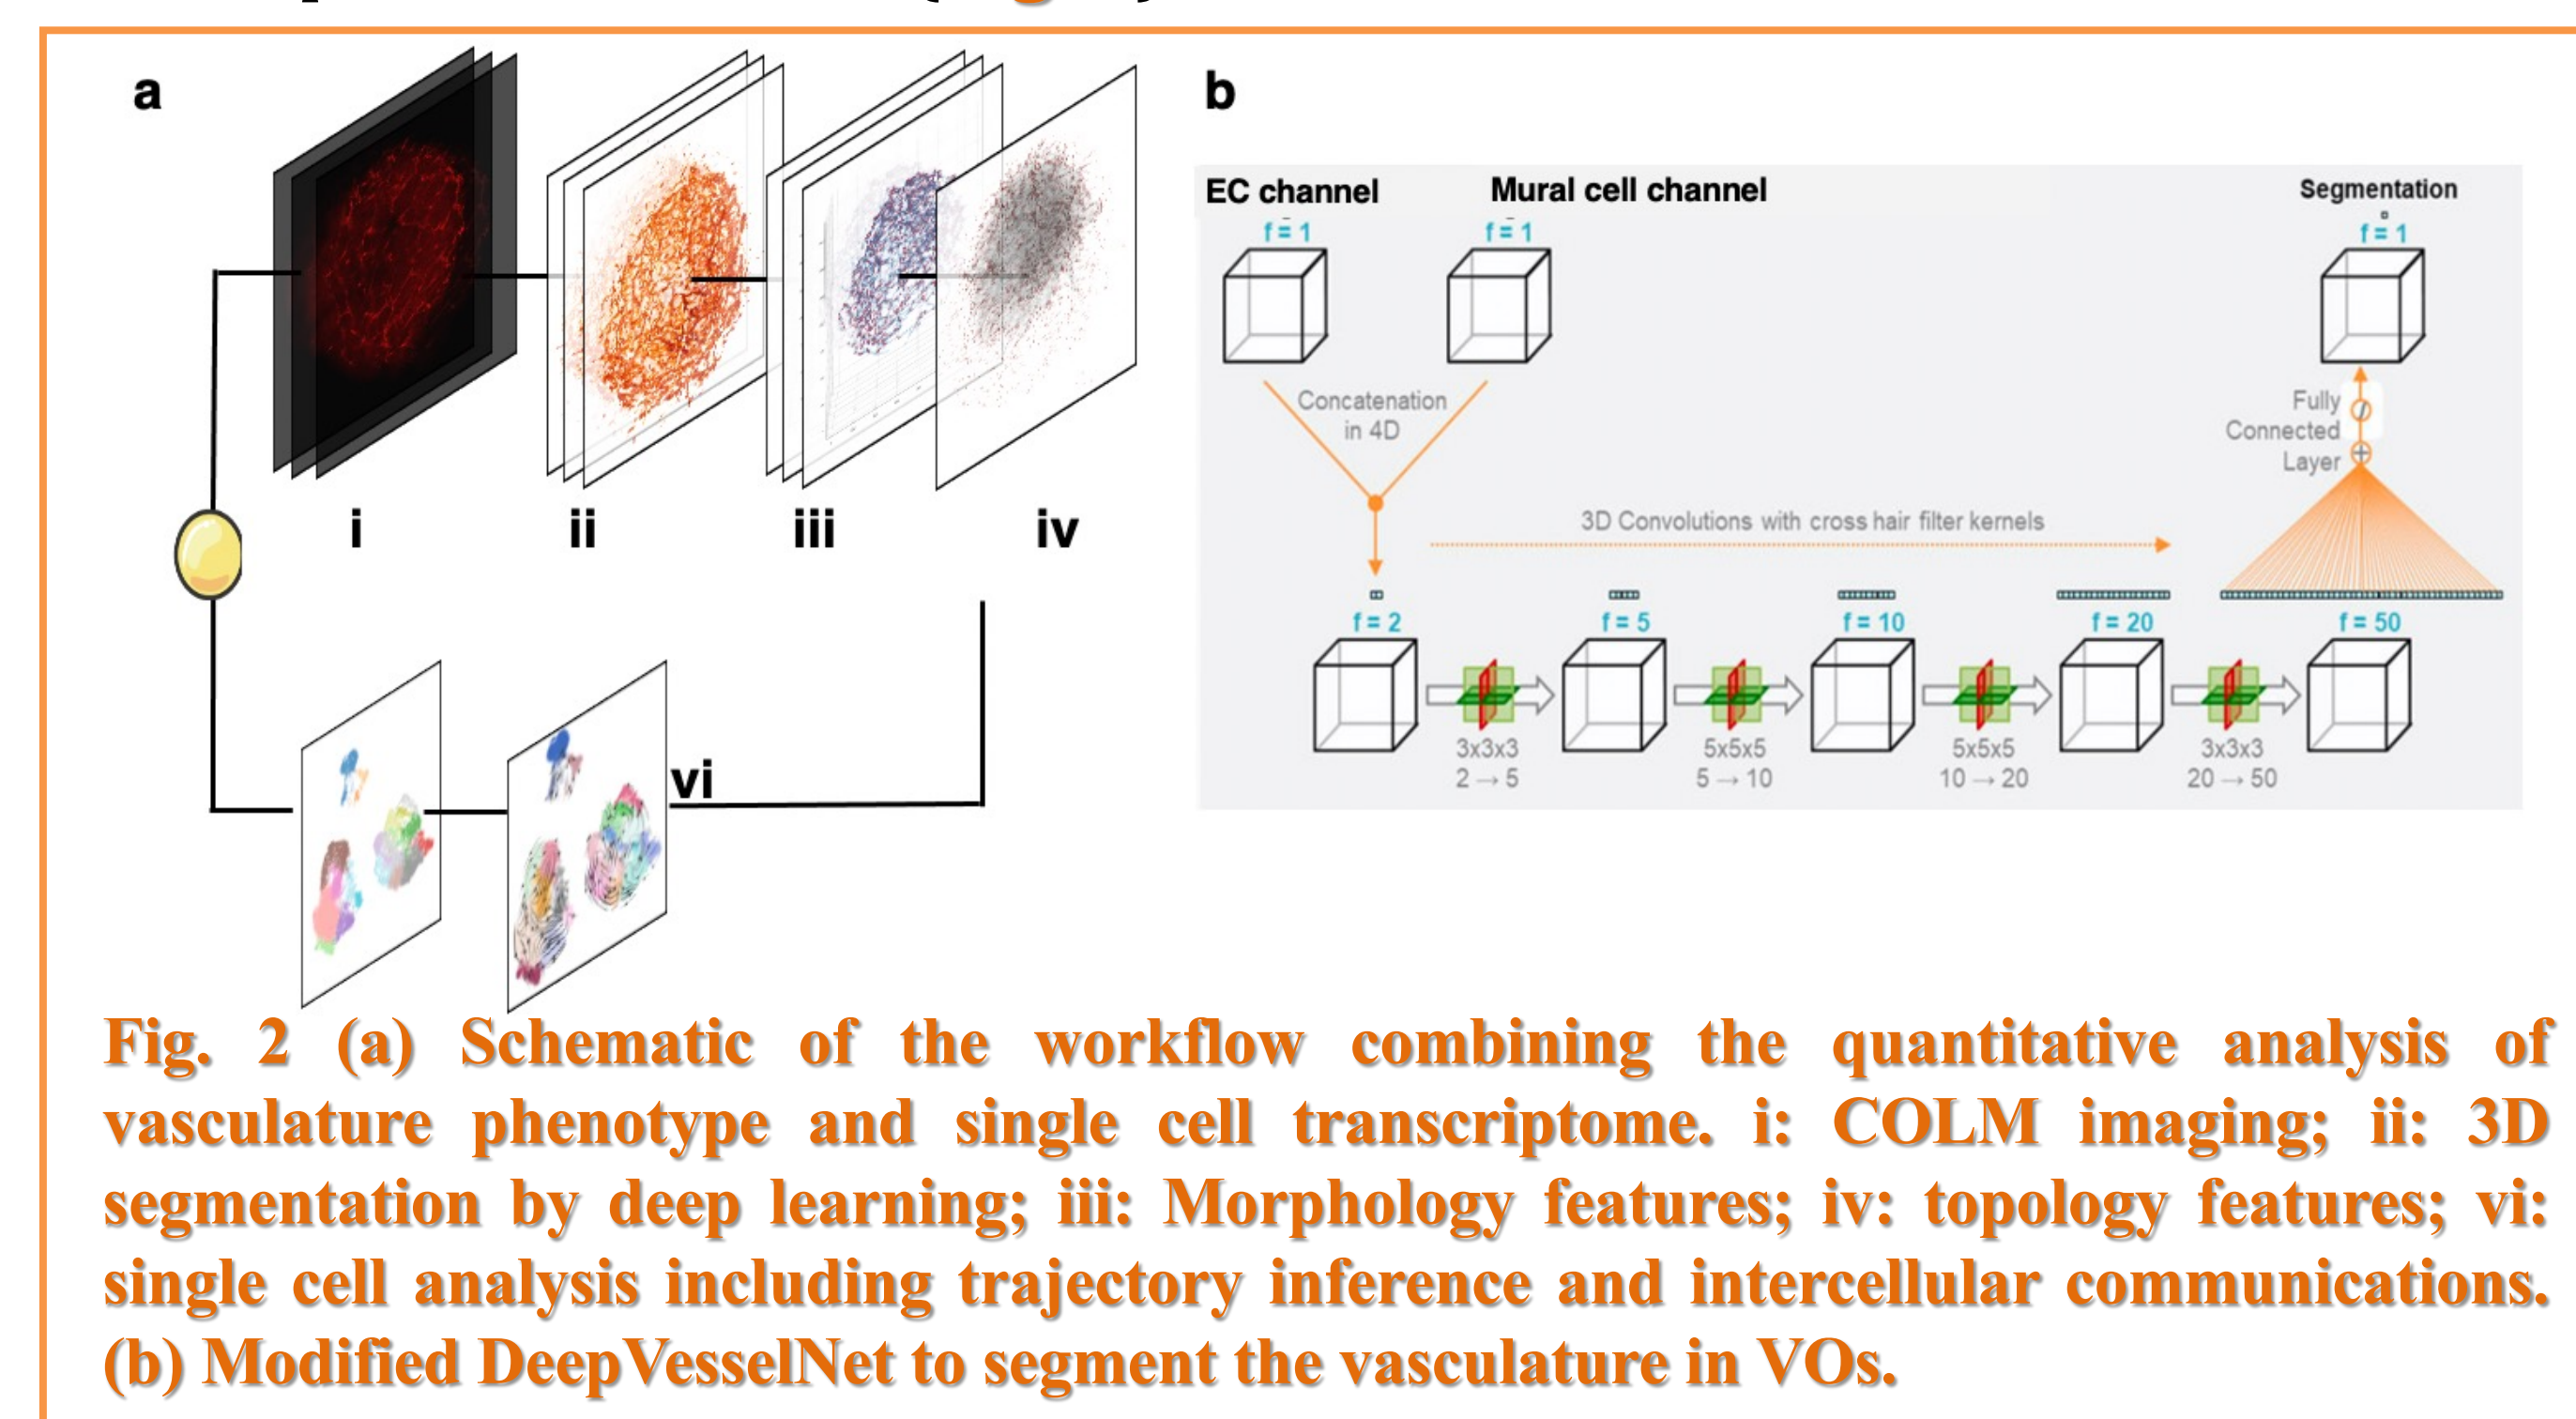 a
i
ii
iii
iv
vi
b
EC channel
Mural cell channel
Segmentation
f = 1
f = 1
f = 1
Concatenation
in 4D
Fully
Connected
Layer
3D Convolutions with cross hair filter kernels
f = 2
f = 5
f = 10
f = 20
f = 50
3x3x3
2 → 5
5x5x5
5 → 10
5x5x5
10 → 20
3x3x3
20 → 50
Fig. 2 (a) Schematic of the workflow combining the quantitative analysis of
vasculature phenotype and single cell transcriptome. i: COLM imaging; ii: 3D
segmentation by deep learning; iii: Morphology features; iv: topology features; vi:
single cell analysis including trajectory inference and intercellular communications.
(b) Modified DeepVesselNet to segment the vasculature in VOs.